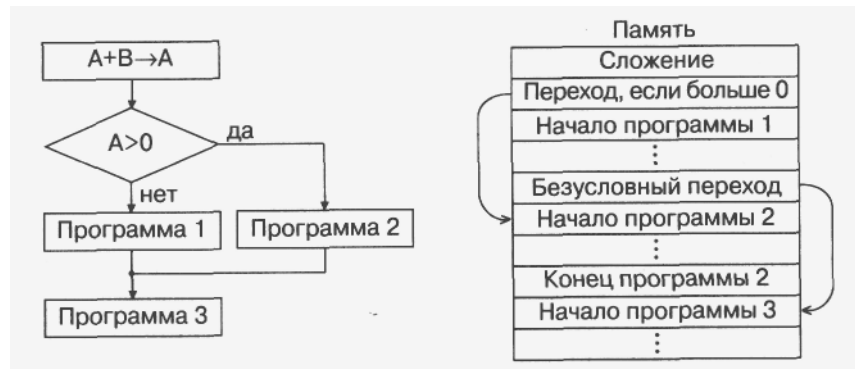 A+B→A
A>0
да
нет
Программа 1
Программа 2
Программа 3
Память
Сложение
Переход, если больше 0
Начало программы 1
⋮
Безусловный переход
Начало программы 2
⋮
Конец программы 2
Начало программы 3
⋮